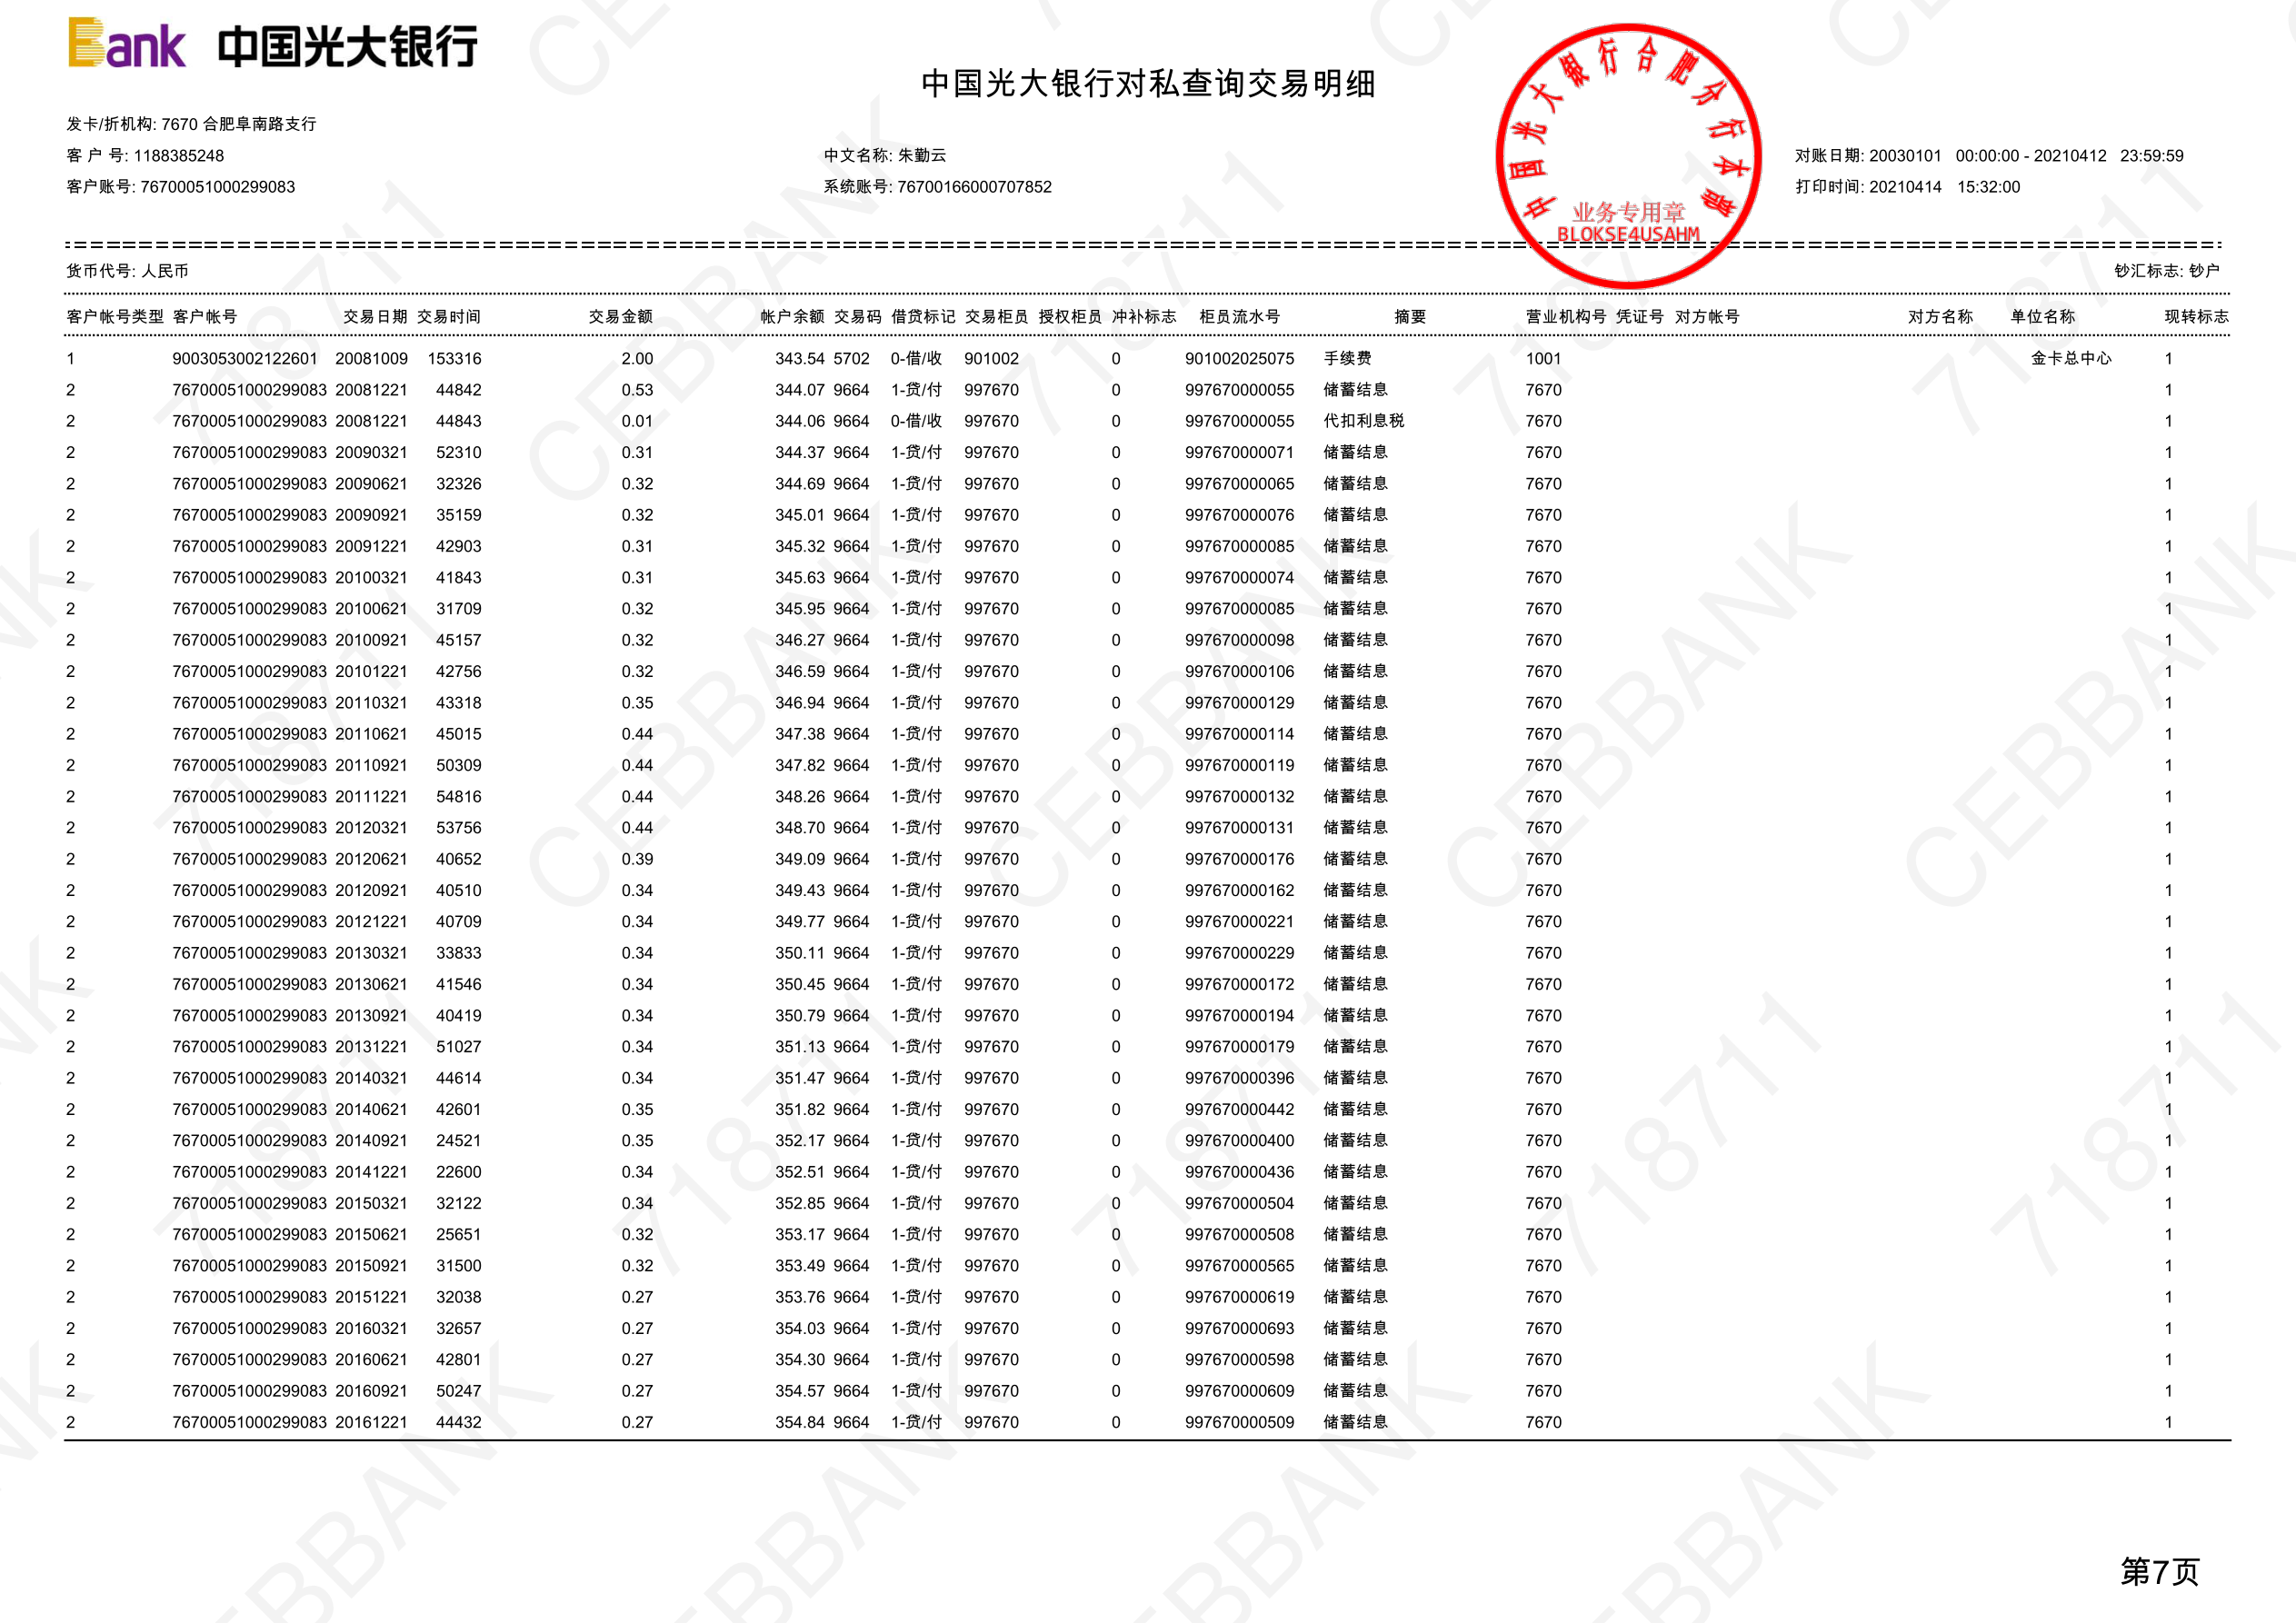 Bank 中国光大银行
中国光大银行对私查询交易明细
中国光大银行合肥分行本部
业务专用章
BLOKSE4USAHM
发卡/折机构: 7670 合肥阜南路支行
客 户 号: 1188385248 中文名称: 朱勤云 对账日期: 20030101 00:00:00 - 20210412 23:59:59
客户账号: 76700051000299083 系统账号: 76700166000707852 打印时间: 20210414 15:32:00
货币代号: 人民币 钞汇标志: 钞户
客户帐号类型 客户帐号 交易日期 交易时间 交易金额 帐户余额 交易码 借贷标记 交易柜员 授权柜员 冲补标志 柜员流水号 摘要 营业机构号 凭证号 对方帐号 对方名称 单位名称 现转标志
1 9003053002122601 20081009 153316 2.00 343.54 5702 0-借/收 901002 0 901002025075 手续费 1001 金卡总中心 1
2 76700051000299083 20081221 44842 0.53 344.07 9664 1-贷/付 997670 0 997670000055 储蓄结息 7670 1
2 76700051000299083 20081221 44843 0.01 344.06 9664 0-借/收 997670 0 997670000055 代扣利息税 7670 1
2 76700051000299083 20090321 52310 0.31 344.37 9664 1-贷/付 997670 0 997670000071 储蓄结息 7670 1
2 76700051000299083 20090621 32326 0.32 344.69 9664 1-贷/付 997670 0 997670000065 储蓄结息 7670 1
2 76700051000299083 20090921 35159 0.32 345.01 9664 1-贷/付 997670 0 997670000076 储蓄结息 7670 1
2 76700051000299083 20091221 42903 0.31 345.32 9664 1-贷/付 997670 0 997670000085 储蓄结息 7670 1
2 76700051000299083 20100321 41843 0.31 345.63 9664 1-贷/付 997670 0 997670000074 储蓄结息 7670 1
2 76700051000299083 20100621 31709 0.32 345.95 9664 1-贷/付 997670 0 997670000085 储蓄结息 7670 1
2 76700051000299083 20100921 45157 0.32 346.27 9664 1-贷/付 997670 0 997670000098 储蓄结息 7670 1
2 76700051000299083 20101221 42756 0.32 346.59 9664 1-贷/付 997670 0 997670000106 储蓄结息 7670 1
2 76700051000299083 20110321 43318 0.35 346.94 9664 1-贷/付 997670 0 997670000129 储蓄结息 7670 1
2 76700051000299083 20110621 45015 0.44 347.38 9664 1-贷/付 997670 0 997670000114 储蓄结息 7670 1
2 76700051000299083 20110921 50309 0.44 347.82 9664 1-贷/付 997670 0 997670000119 储蓄结息 7670 1
2 76700051000299083 20111221 54816 0.44 348.26 9664 1-贷/付 997670 0 997670000132 储蓄结息 7670 1
2 76700051000299083 20120321 53756 0.44 348.70 9664 1-贷/付 997670 0 997670000131 储蓄结息 7670 1
2 76700051000299083 20120621 40652 0.39 349.09 9664 1-贷/付 997670 0 997670000176 储蓄结息 7670 1
2 76700051000299083 20120921 40510 0.34 349.43 9664 1-贷/付 997670 0 997670000162 储蓄结息 7670 1
2 76700051000299083 20121221 40709 0.34 349.77 9664 1-贷/付 997670 0 997670000221 储蓄结息 7670 1
2 76700051000299083 20130321 33833 0.34 350.11 9664 1-贷/付 997670 0 997670000229 储蓄结息 7670 1
2 76700051000299083 20130621 41546 0.34 350.45 9664 1-贷/付 997670 0 997670000172 储蓄结息 7670 1
2 76700051000299083 20130921 40419 0.34 350.79 9664 1-贷/付 997670 0 997670000194 储蓄结息 7670 1
2 76700051000299083 20131221 51027 0.34 351.13 9664 1-贷/付 997670 0 997670000179 储蓄结息 7670 1
2 76700051000299083 20140321 44614 0.34 351.47 9664 1-贷/付 997670 0 997670000396 储蓄结息 7670 1
2 76700051000299083 20140621 42601 0.35 351.82 9664 1-贷/付 997670 0 997670000442 储蓄结息 7670 1
2 76700051000299083 20140921 24521 0.35 352.17 9664 1-贷/付 997670 0 997670000400 储蓄结息 7670 1
2 76700051000299083 20141221 22600 0.34 352.51 9664 1-贷/付 997670 0 997670000436 储蓄结息 7670 1
2 76700051000299083 20150321 32122 0.34 352.85 9664 1-贷/付 997670 0 997670000504 储蓄结息 7670 1
2 76700051000299083 20150621 25651 0.32 353.17 9664 1-贷/付 997670 0 997670000508 储蓄结息 7670 1
2 76700051000299083 20150921 31500 0.32 353.49 9664 1-贷/付 997670 0 997670000565 储蓄结息 7670 1
2 76700051000299083 20151221 32038 0.27 353.76 9664 1-贷/付 997670 0 997670000619 储蓄结息 7670 1
2 76700051000299083 20160321 32657 0.27 354.03 9664 1-贷/付 997670 0 997670000693 储蓄结息 7670 1
2 76700051000299083 20160621 42801 0.27 354.30 9664 1-贷/付 997670 0 997670000598 储蓄结息 7670 1
2 76700051000299083 20160921 50247 0.27 354.57 9664 1-贷/付 997670 0 997670000609 储蓄结息 7670 1
2 76700051000299083 20161221 44432 0.27 354.84 9664 1-贷/付 997670 0 997670000509 储蓄结息 7670 1
第7页
CEBBANK
718711